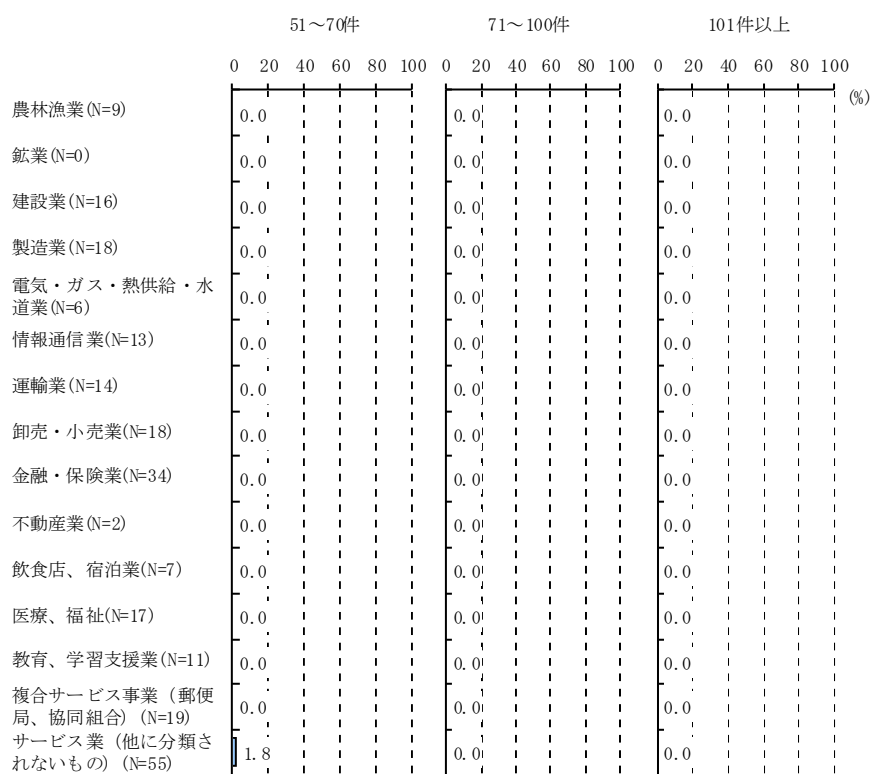 51～70件 71～100件 101件以上
0 20 40 60 80 100 0 20 40 60 80 100 0 20 40 60 80 100
(%)
農林漁業(N=9) 0.0 0.0 0.0
鉱業(N=0) 0.0 0.0 0.0
建設業(N=16) 0.0 0.0 0.0
製造業(N=18) 0.0 0.0 0.0
電気・ガス・熱供給・水
道業(N=6) 0.0 0.0 0.0
情報通信業(N=13) 0.0 0.0 0.0
運輸業(N=14) 0.0 0.0 0.0
卸売・小売業(N=18) 0.0 0.0 0.0
金融・保険業(N=34) 0.0 0.0 0.0
不動産業(N=2) 0.0 0.0 0.0
飲食店、宿泊業(N=7) 0.0 0.0 0.0
医療、福祉(N=17) 0.0 0.0 0.0
教育、学習支援業(N=11) 0.0 0.0 0.0
複合サービス事業（郵便
局、協同組合）(N=19) 0.0 0.0 0.0
サービス業（他に分類さ
れないもの）(N=55) 1.8 0.0 0.0